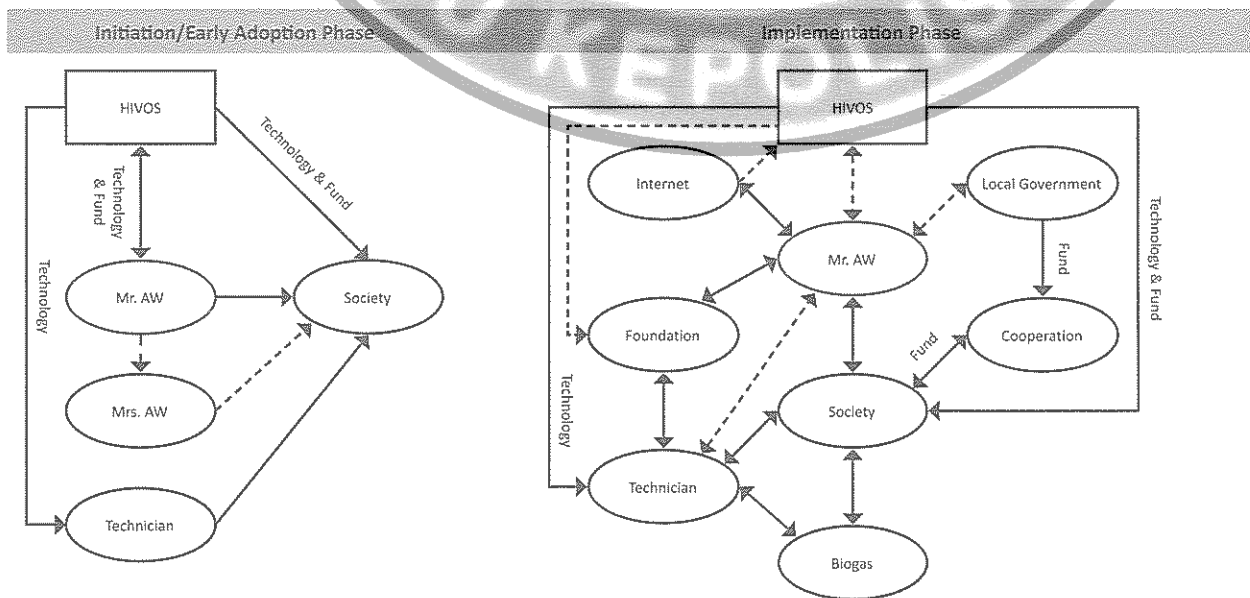 Initiation/Early Adoption Phase
HIVOS
Technology & Fund
Technology
& Fund
Technology
Mr. AW
Society
Mrs. AW
Technician
U KEPOLIS
Implementation Phase
HIVOS
Internet
Local Government
Mr. AW
Fund
Technology & Fund
Foundation
Cooperation
Fund
Society
Technology
Technician
Biogas